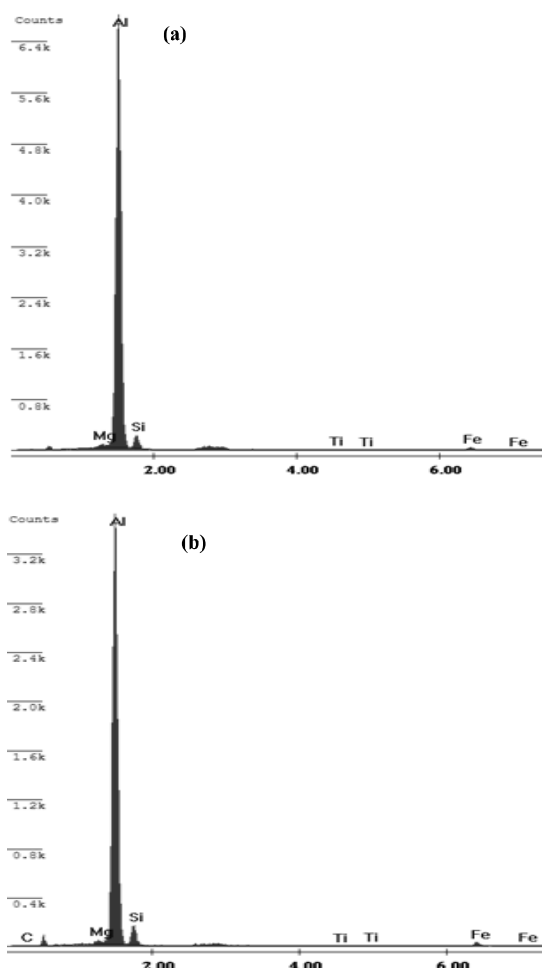 Counts
(a)
Al
6.4k
5.6k
4.8k
4.0k
3.2k
2.4k
1.6k
0.8k
Mg Si Ti Ti Fe Fe
2.00 4.00 6.00
Counts
(b)
Al
3.2k
2.8k
2.4k
2.0k
1.6k
1.2k
0.8k
0.4k
C Mg Si Ti Ti Fe Fe
2.00 4.00 6.00